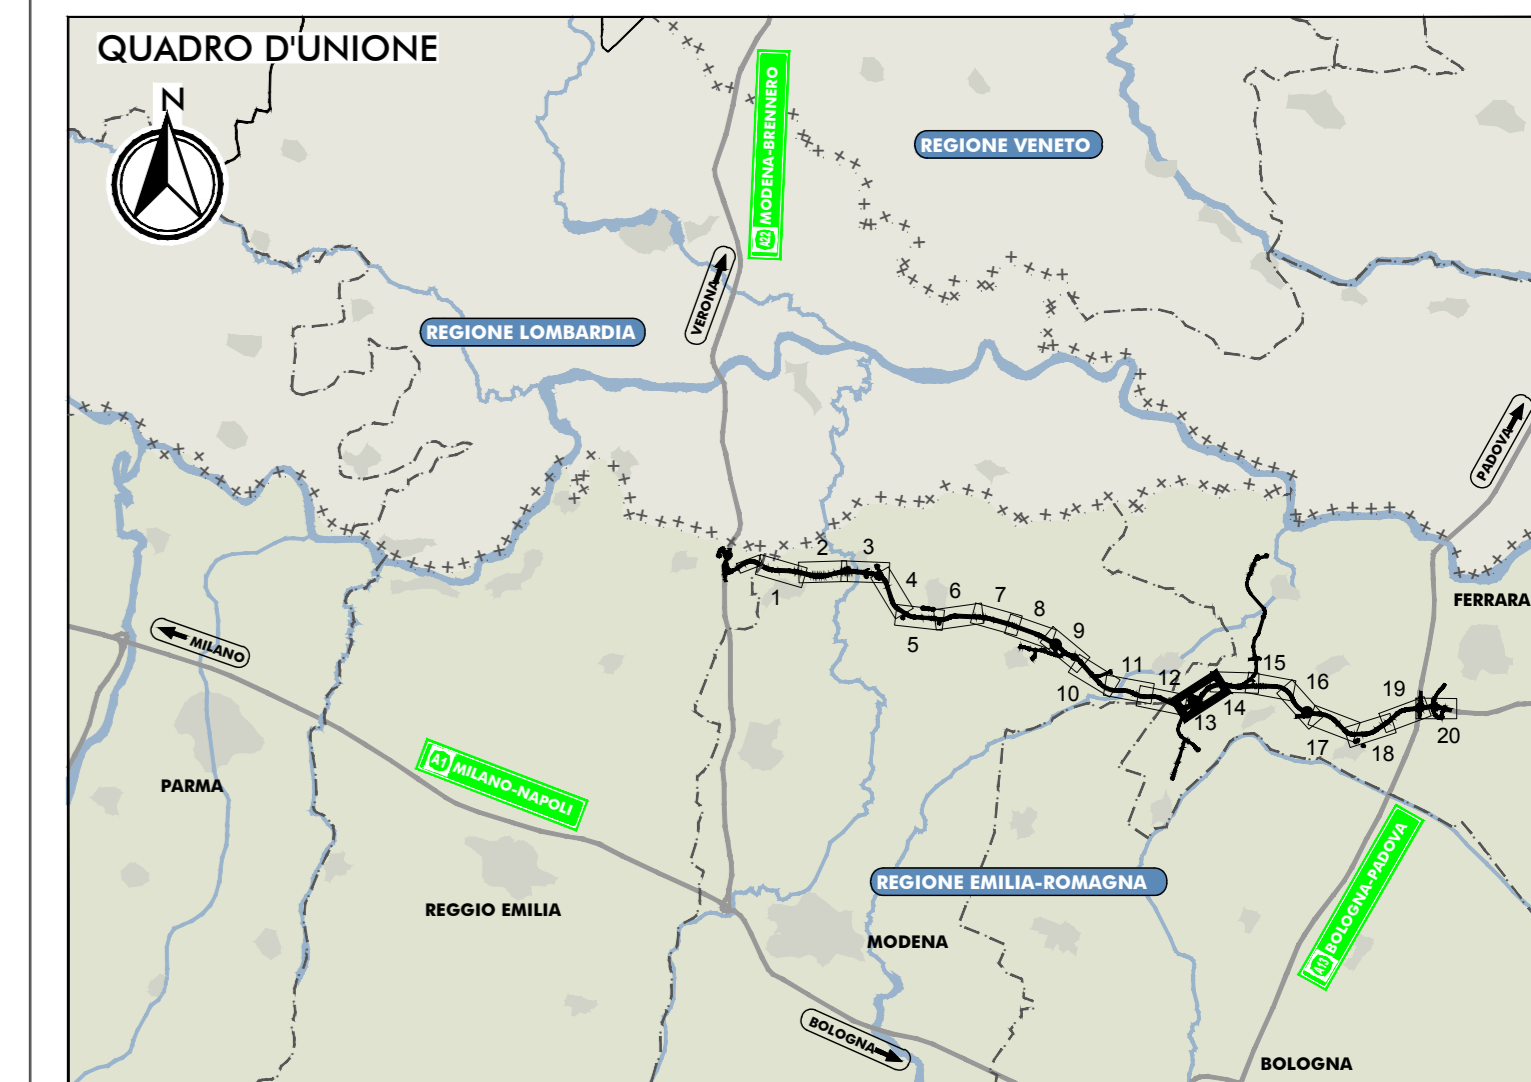 QUADRO D'UNIONE
N
A22 MODENA-BRENNERO
REGIONE VENETO
VERONA
REGIONE LOMBARDIA
PADOVA
2
3
1
4
6
7
8
5
9
FERRARA
MILANO
11
12
15
16
10
14
13
19
17
18
20
PARMA
A1 MILANO-NAPOLI
A13 BOLOGNA-PADOVA
REGIONE EMILIA-ROMAGNA
REGGIO EMILIA
MODENA
BOLOGNA
BOLOGNA